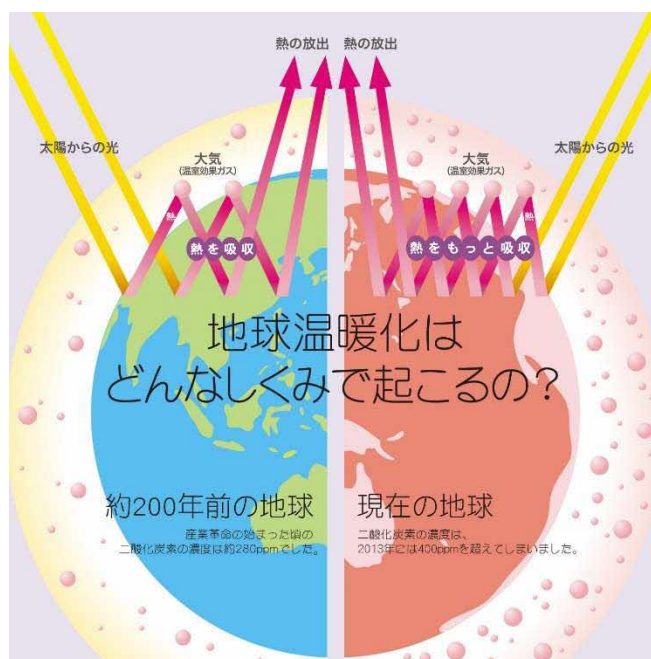 熱の放出 熱の放出
太陽からの光
大気
(温室効果ガス)
熱
熱を吸収
大気
(温室効果ガス)
太陽からの光
熱
熱をもっと吸収
地球温暖化は
どんなしくみで起こるの？
約200年前の地球
産業革命の始まった頃の
二酸化炭素の濃度は約280ppmでした。
現在の地球
二酸化炭素の濃度は、
2013年には400ppmを超えてしまいました。